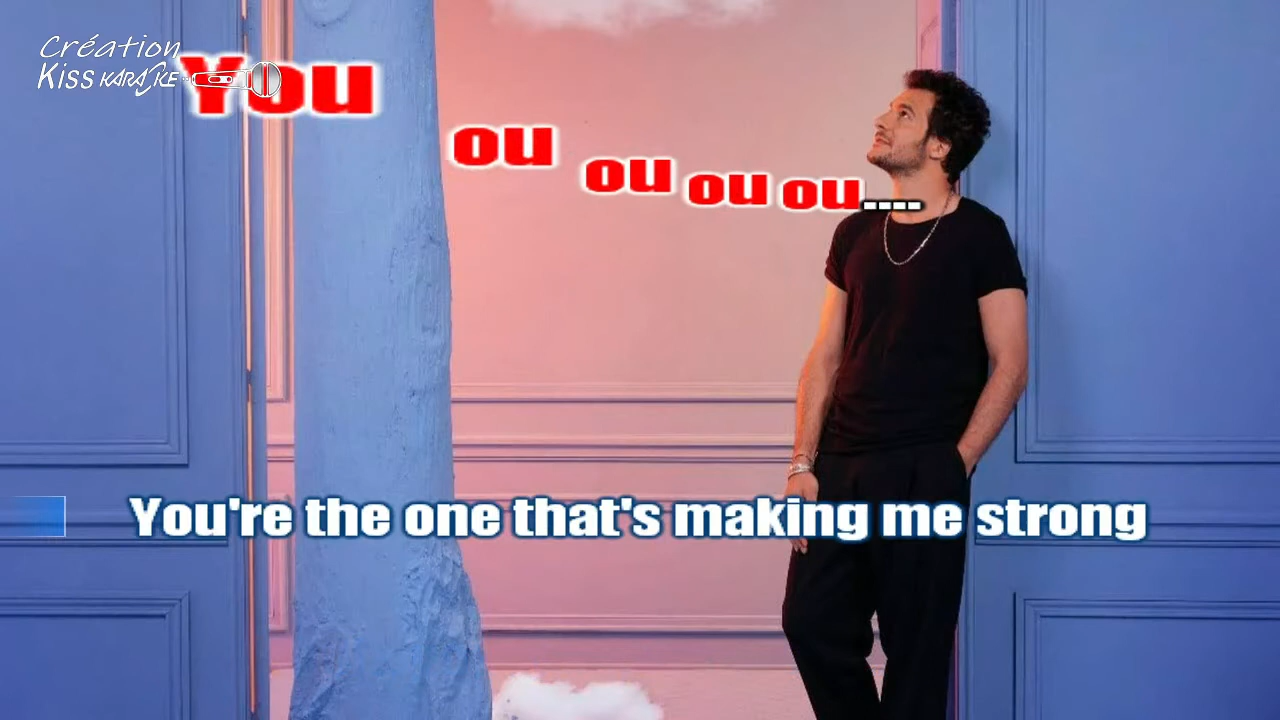 Création
Kiss KARAOKE
You
ou ou ou ou....
You're the one that's making me strong